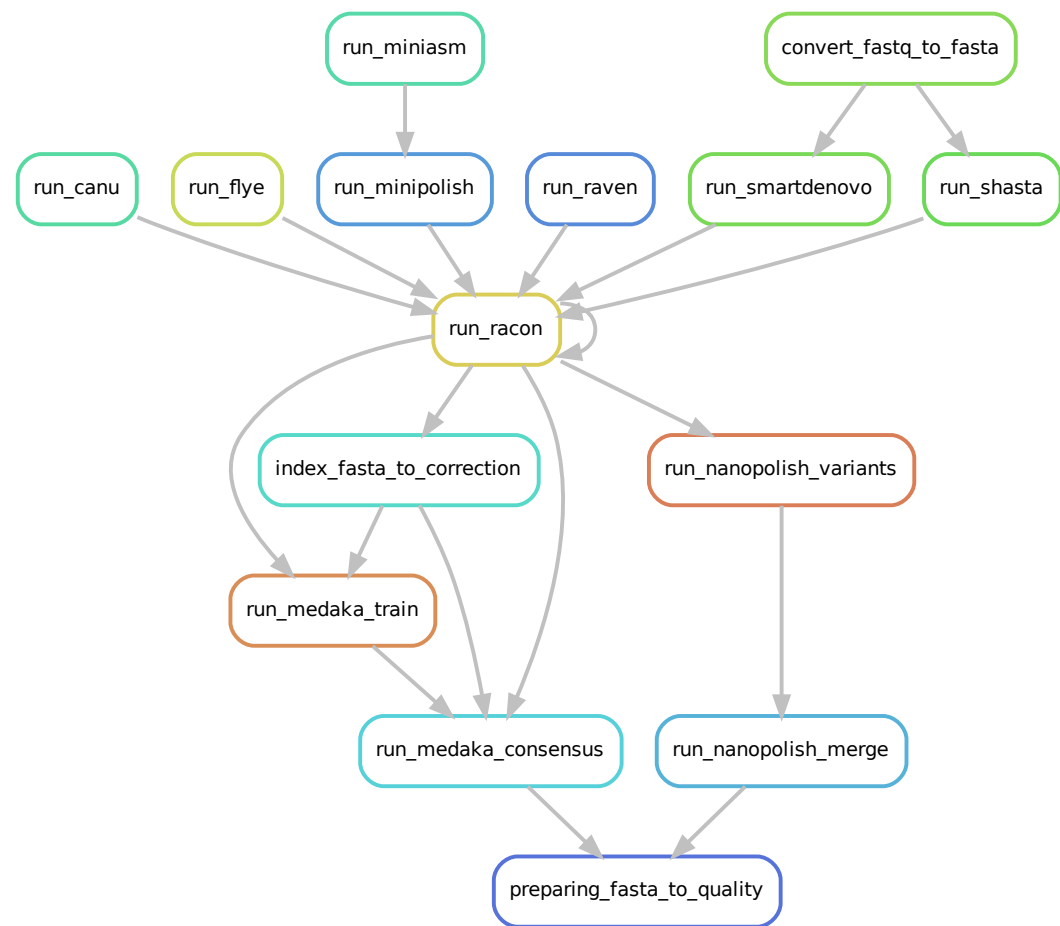 run_miniasm
convert_fastq_to_fasta
run_canu
run_flye
run_minipolish
run_raven
run_smartdenovo
run_shasta
run_racon
index_fasta_to_correction
run_nanopolish_variants
run_medaka_train
run_medaka_consensus
run_nanopolish_merge
preparing_fasta_to_quality